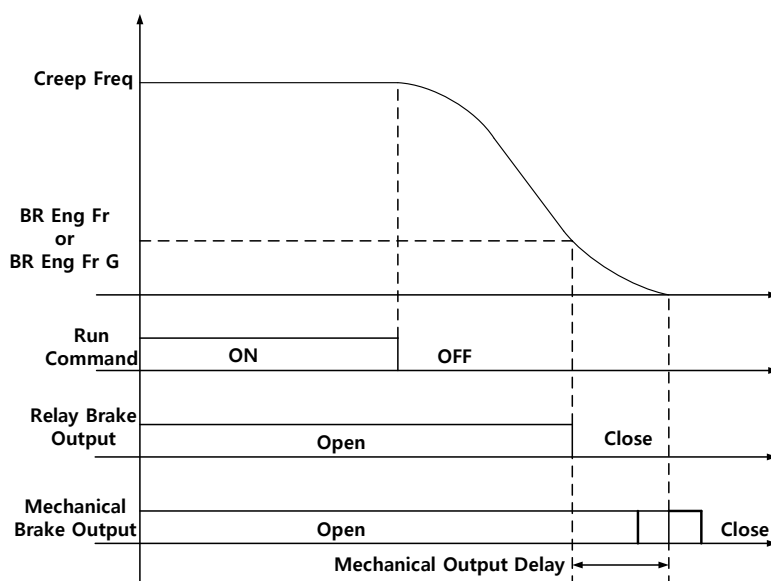 Creep Freq
BR Eng Fr
or
BR Eng Fr G
Run
Command
ON
OFF
Relay Brake
Output
Open
Close
Mechanical
Brake Output
Open
Close
Mechanical Output Delay